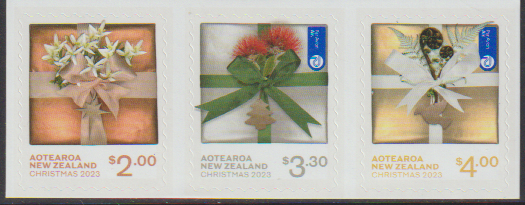 AOTEAROA
NEW ZEALAND
CHRISTMAS 2023
$2.00
AOTEAROA
NEW ZEALAND
CHRISTMAS 2023
$3.30
AOTEAROA
NEW ZEALAND
CHRISTMAS 2023
$4.00